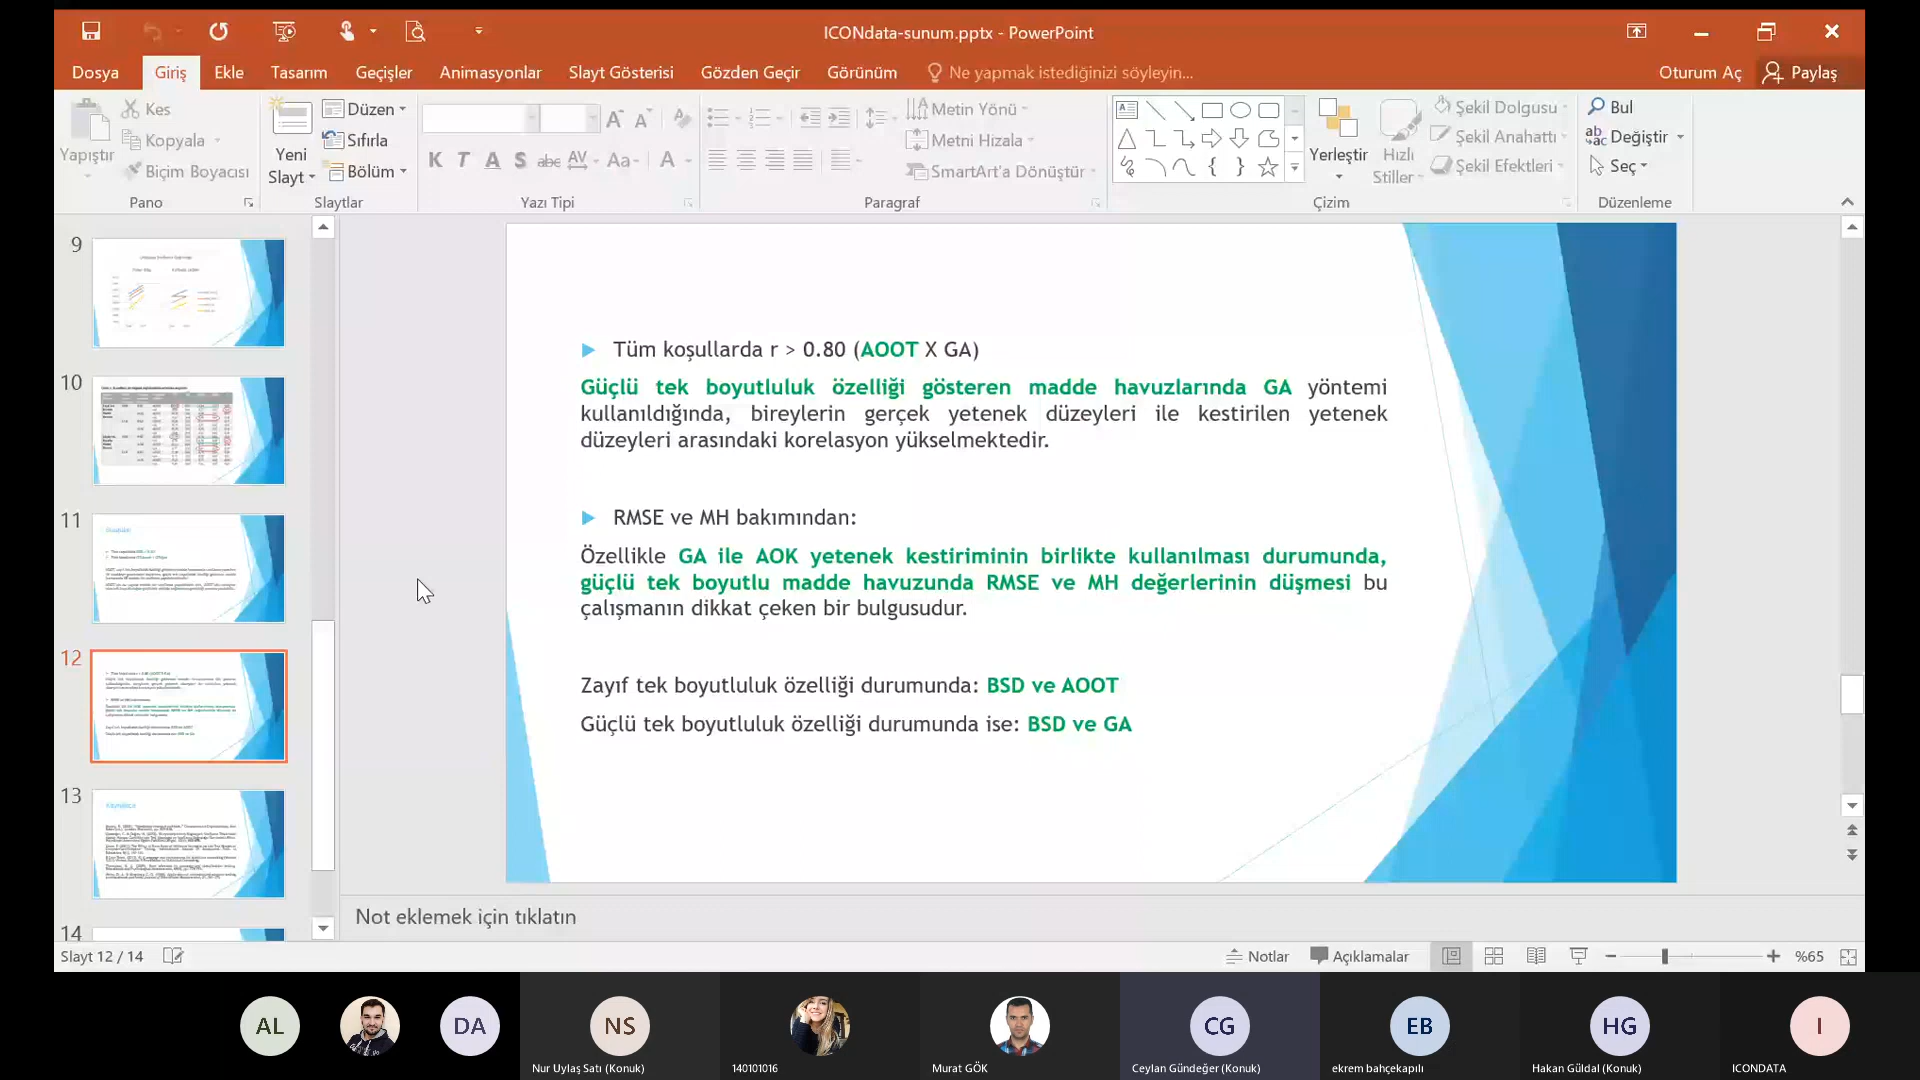 ICONdata-sunum.pptx - PowerPoint
Dosya Giriş Ekle Tasarım Geçişler Animasyonlar Slayt Gösterisi Gözden Geçir Görünüm Ne yapmak istediğinizi söyleyin... Oturum Aç Paylaş
Yapıştır
Kes
Kopyala
Biçim Boyacısı
Pano
Yeni
Slayt
Düzen
Sıfırla
Bölüm
Slaytlar
K T A S abc AV Aa A
Yazı Tipi
Metin Yönü
Metni Hizala
SmartArt'a Dönüştür
Paragraf
Yerleştir
Hızlı
Stiller
Şekil Dolgusu
Şekil Anahattı
Şekil Efektleri
Çizim
Bul
Değiştir
Seç
Düzenleme
9
10
11
12
13
14
Tüm koşullarda r > 0.80 (AOOT X GA)
Güçlü tek boyutluluk özelliği gösteren madde havuzlarında GA yöntemi
kullanıldığında, bireylerin gerçek yetenek düzeyleri ile kestirilen yetenek
düzeyleri arasındaki korelasyon yükselmektedir.
RMSE ve MH bakımından:
Özellikle GA ile AOK yetenek kestiriminin birlikte kullanılması durumunda,
güçlü tek boyutlu madde havuzunda RMSE ve MH değerlerinin düşmesi bu
çalışmanın dikkat çeken bir bulgusudur.
Zayıf tek boyutluluk özelliği durumunda: BSD ve AOOT
Güçlü tek boyutluluk özelliği durumunda ise: BSD ve GA
Not eklemek için tıklatın
Slayt 12 / 14
Notlar Açıklamalar %65
AL DA NS CG EB HG I
Nur Uylaş Satı (Konuk) 140101016 Murat GÖK Ceylan Gündeğer (Konuk) ekrem bahçekapılı Hakan Güldal (Konuk) ICONDATA